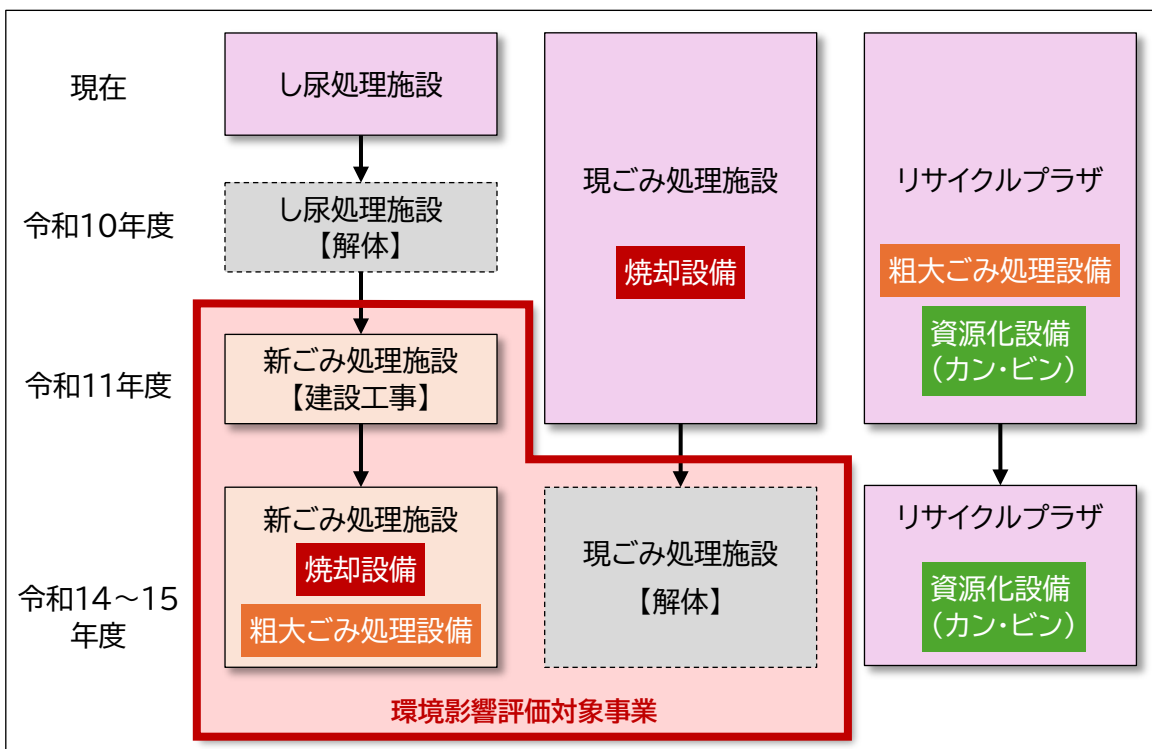 現在
し尿処理施設
現ごみ処理施設
焼却設備
リサイクルプラザ
粗大ごみ処理設備
資源化設備
(カン・ビン)
令和10年度
し尿処理施設
【解体】
令和11年度
新ごみ処理施設
【建設工事】
令和14～15
年度
新ごみ処理施設
焼却設備
粗大ごみ処理設備
現ごみ処理施設
【解体】
リサイクルプラザ
資源化設備
(カン・ビン)
環境影響評価対象事業